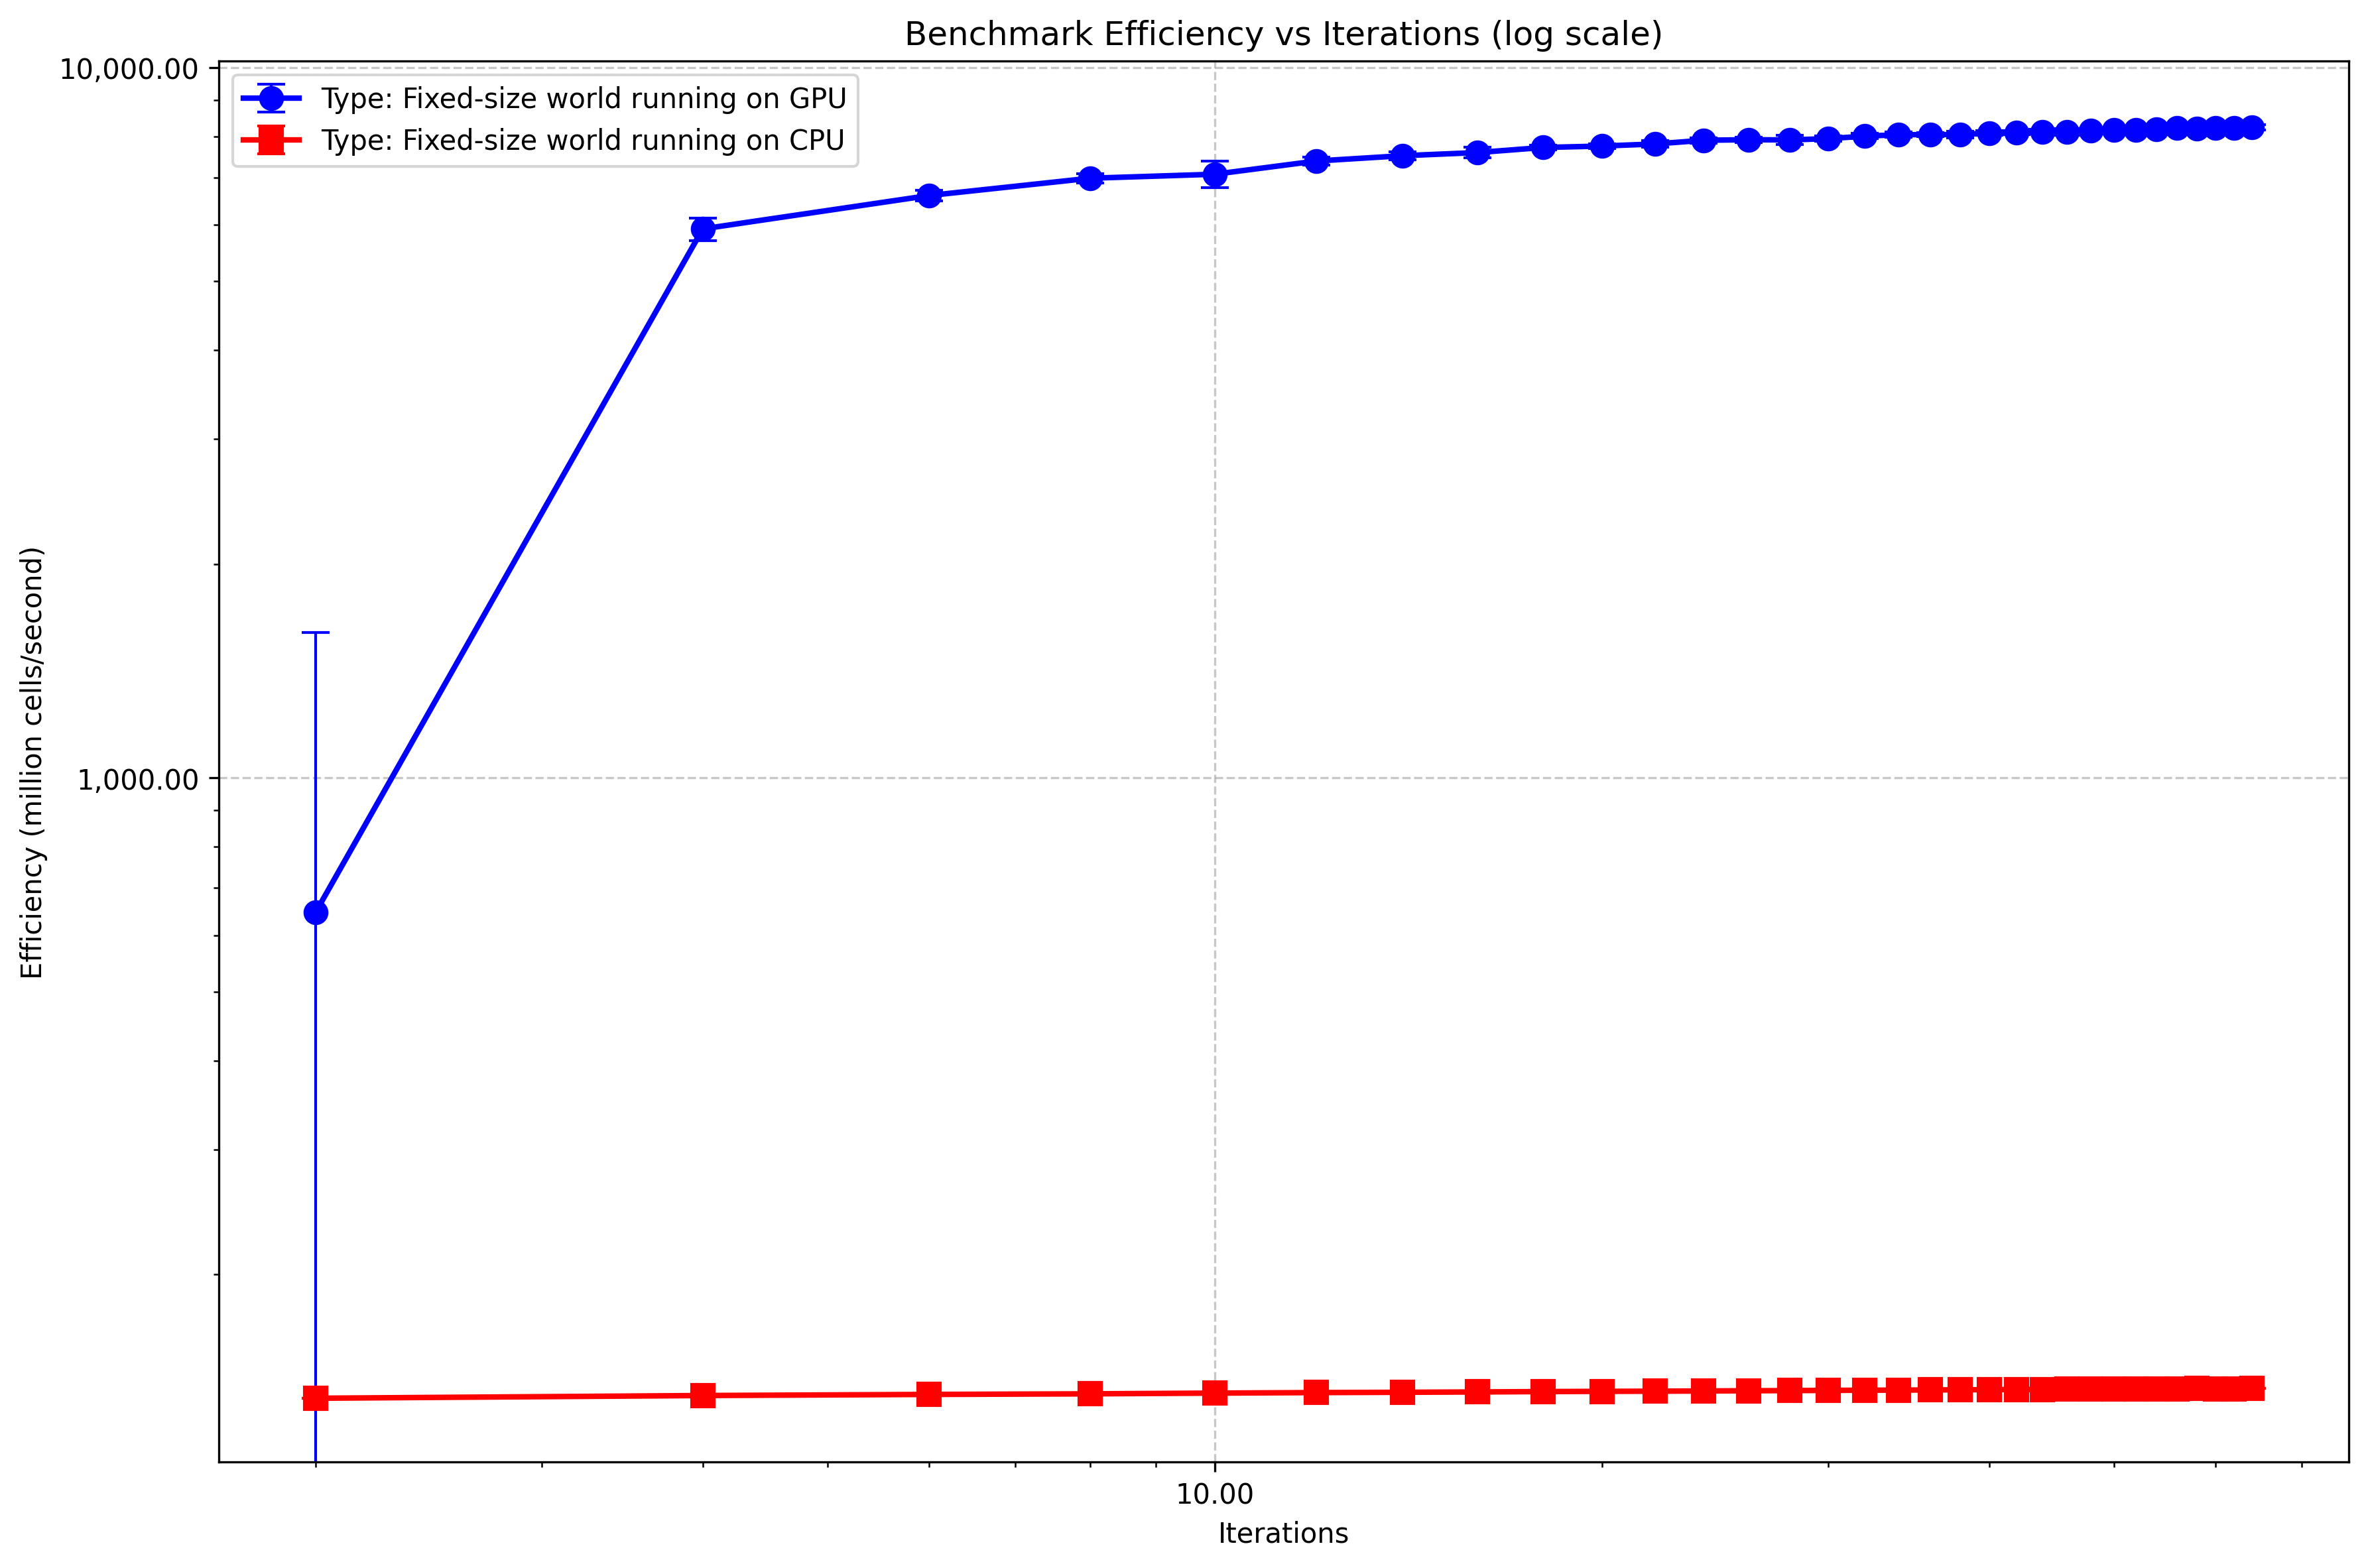 Benchmark Efficiency vs Iterations (log scale)
10,000.00
Type: Fixed-size world running on GPU
Type: Fixed-size world running on CPU
Efficiency (million cells/second)
1,000.00
10.00
Iterations